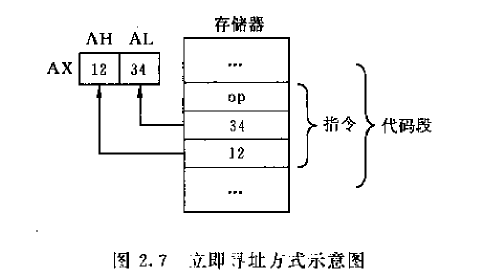 存储器
AH AL
AX 12 34
…
op
34
12
…
指令
代码段
图 2.7 立即寻址方式示意图